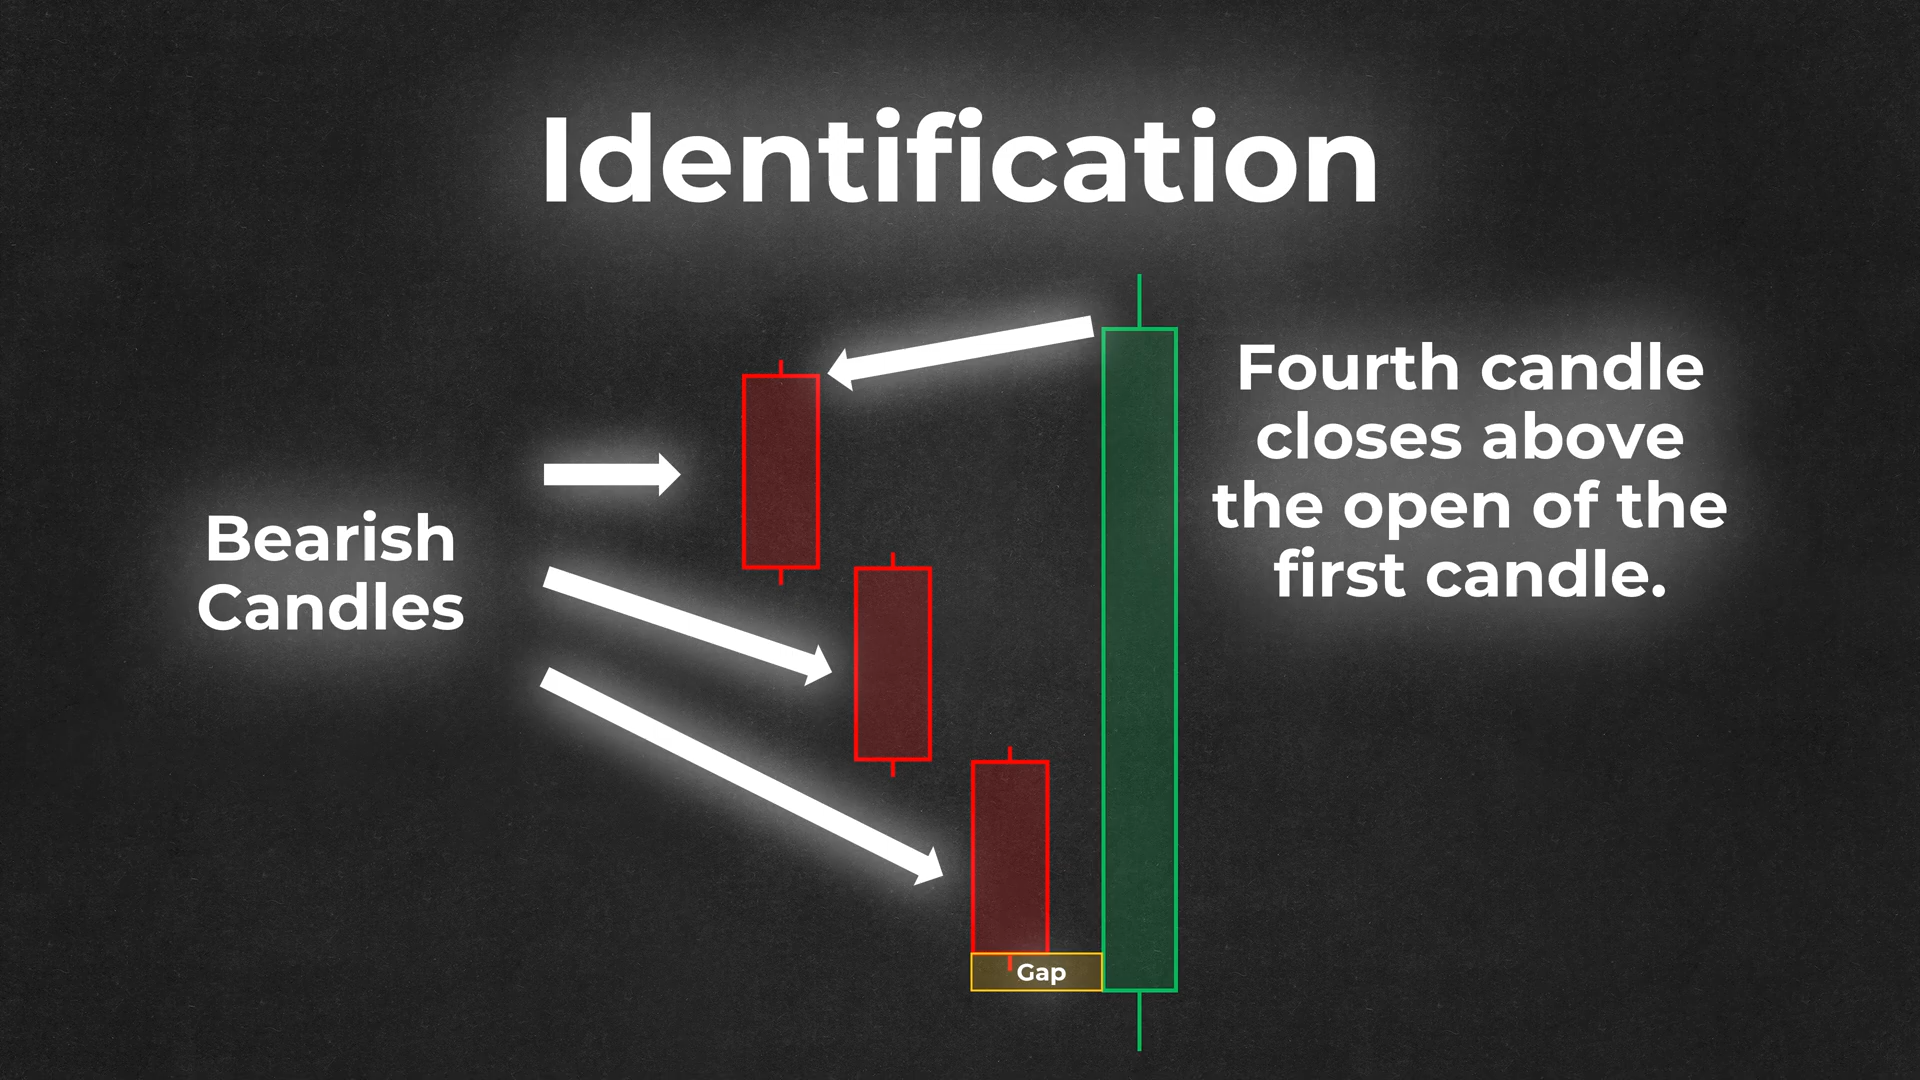 Identification
Bearish
Candles
Fourth candle
closes above
the open of the
first candle.
Gap